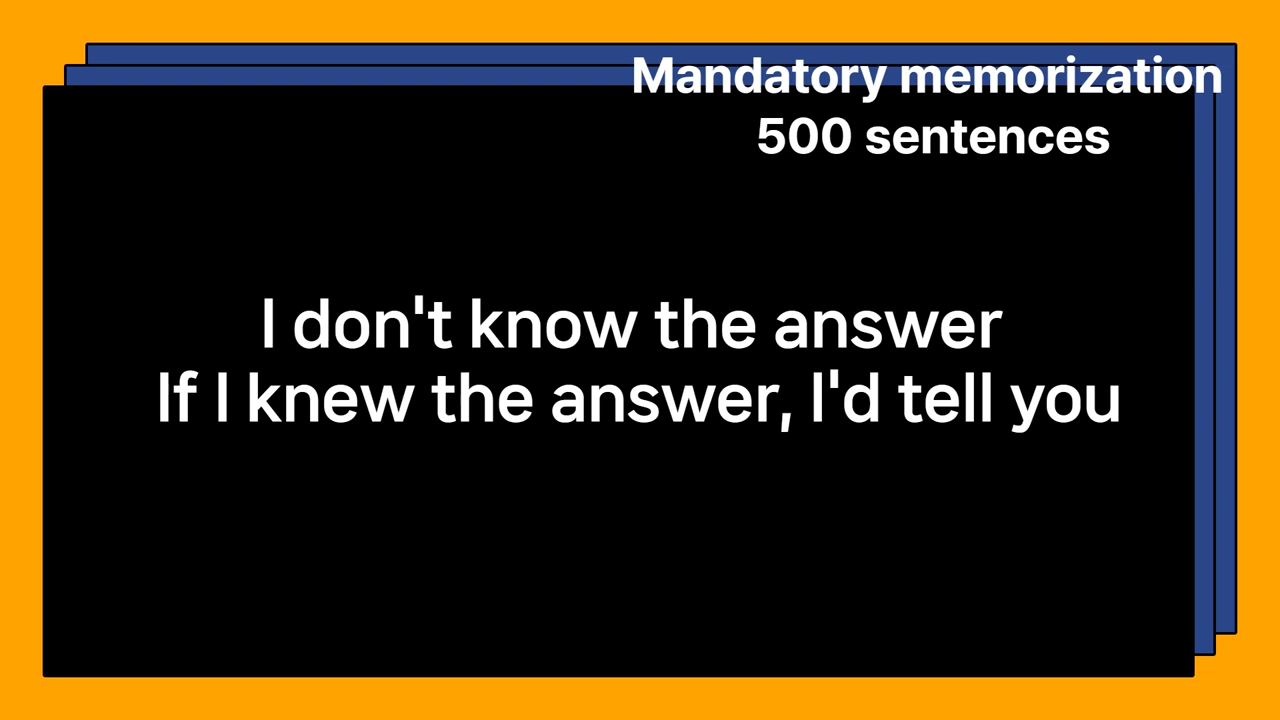 Mandatory memorization
500 sentences
I don't know the answer
If I knew the answer, I'd tell you